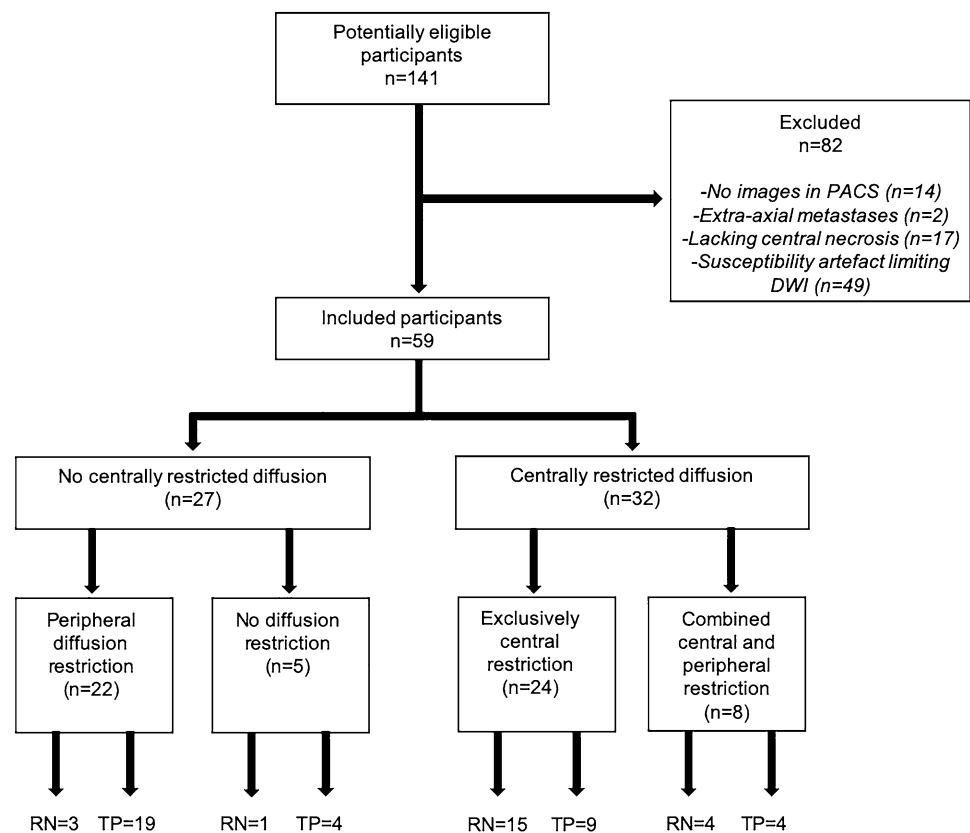 Potentially eligible
participants
n=141
Excluded
n=82
-No images in PACS (n=14)
-Extra-axial metastases (n=2)
-Lacking central necrosis (n=17)
-Susceptibility artefact limiting
DWI (n=49)
Included participants
n=59
No centrally restricted diffusion
(n=27)
Centrally restricted diffusion
(n=32)
Peripheral
diffusion
restriction
(n=22)
No diffusion
restriction
(n=5)
Exclusively
central
restriction
(n=24)
Combined
central and
peripheral
restriction
(n=8)
RN=3 TP=19 RN=1 TP=4 RN=15 TP=9 RN=4 TP=4